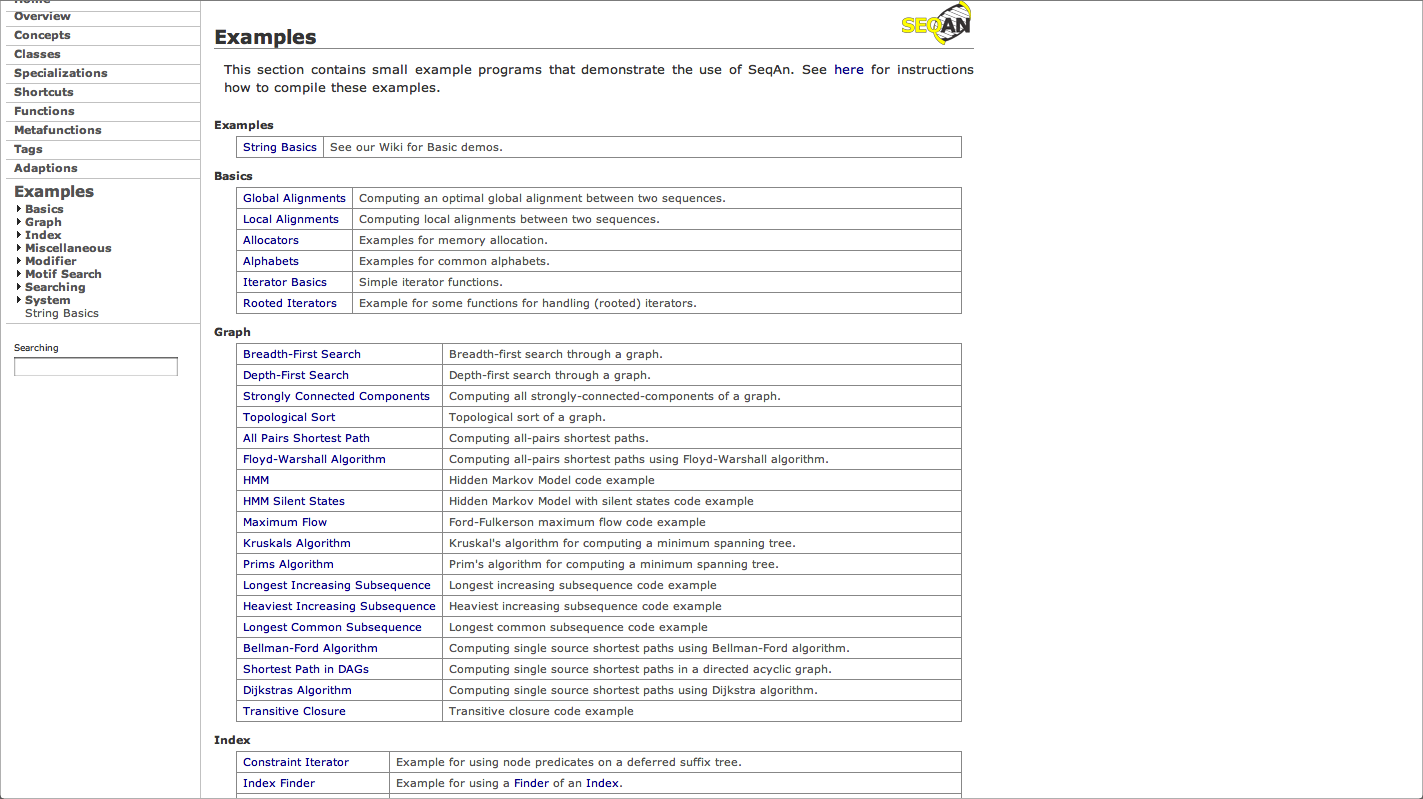 Overview
Concepts
Classes
Specializations
Shortcuts
Functions
Metafunctions
Tags
Adaptions
Examples
Basics
Graph
Index
Miscellaneous
Modifier
Motif Search
Searching
System
String Basics
Searching
Examples
SEQAN
This section contains small example programs that demonstrate the use of SeqAn. See here for instructions
how to compile these examples.
Examples
String Basics See our Wiki for Basic demos.
Basics
Global Alignments Computing an optimal global alignment between two sequences.
Local Alignments Computing local alignments between two sequences.
Allocators Examples for memory allocation.
Alphabets Examples for common alphabets.
Iterator Basics Simple iterator functions.
Rooted Iterators Example for some functions for handling (rooted) iterators.
Graph
Breadth-First Search Breadth-first search through a graph.
Depth-First Search Depth-first search through a graph.
Strongly Connected Components Computing all strongly-connected-components of a graph.
Topological Sort Topological sort of a graph.
All Pairs Shortest Path Computing all-pairs shortest paths.
Floyd-Warshall Algorithm Computing all-pairs shortest paths using Floyd-Warshall algorithm.
HMM Hidden Markov Model code example
HMM Silent States Hidden Markov Model with silent states code example
Maximum Flow Ford-Fulkerson maximum flow code example
Kruskals Algorithm Kruskal's algorithm for computing a minimum spanning tree.
Prims Algorithm Prim's algorithm for computing a minimum spanning tree.
Longest Increasing Subsequence Longest increasing subsequence code example
Heaviest Increasing Subsequence Heaviest increasing subsequence code example
Longest Common Subsequence Longest common subsequence code example
Bellman-Ford Algorithm Computing single source shortest paths using Bellman-Ford algorithm.
Shortest Path in DAGs Computing single source shortest paths in a directed acyclic graph.
Dijkstras Algorithm Computing single source shortest paths using Dijkstra algorithm.
Transitive Closure Transitive closure code example
Index
Constraint Iterator Example for using node predicates on a deferred suffix tree.
Index Finder Example for using a Finder of an Index.